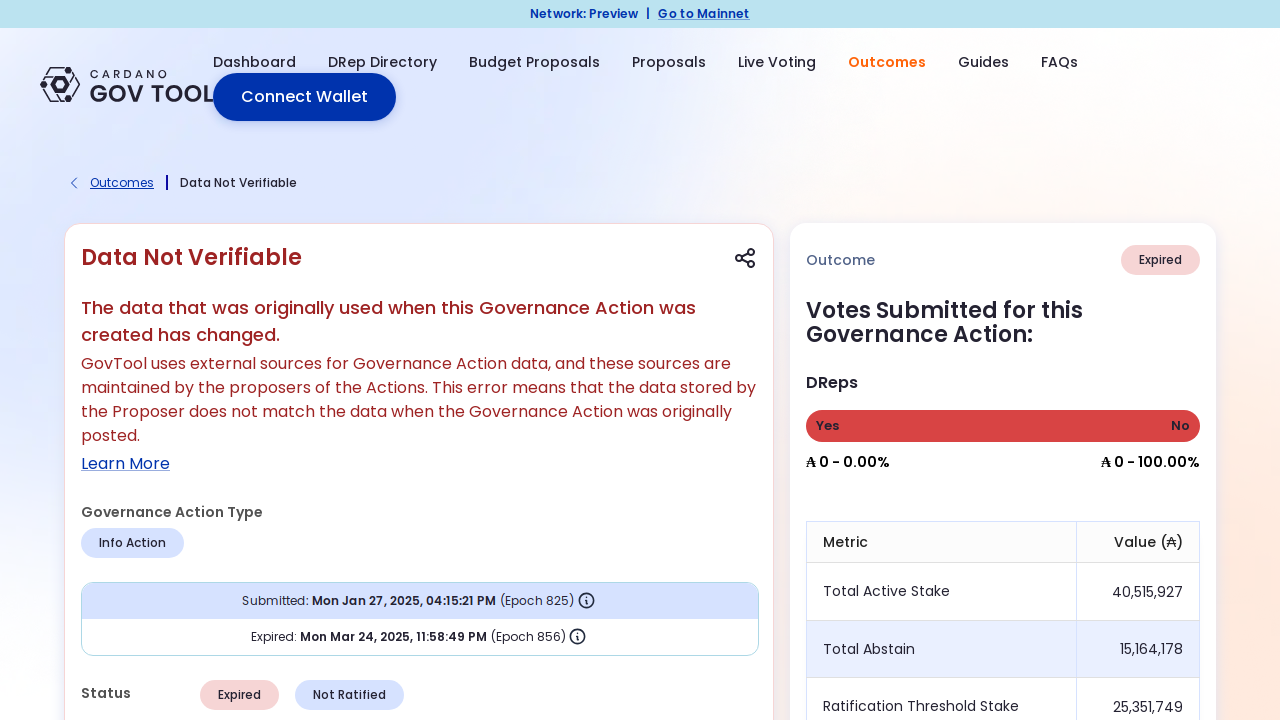 Network: Preview | Go to Mainnet
CARDANO
GOV TOOL
Dashboard DRep Directory Budget Proposals Proposals Live Voting Outcomes Guides FAQs
Connect Wallet
Outcomes | Data Not Verifiable
Data Not Verifiable
The data that was originally used when this Governance Action was
created has changed.
GovTool uses external sources for Governance Action data, and these sources are
maintained by the proposers of the Actions. This error means that the data stored by
the Proposer does not match the data when the Governance Action was originally
posted.
Learn More
Governance Action Type
Info Action
Submitted: Mon Jan 27, 2025, 04:15:21 PM (Epoch 825)
Expired: Mon Mar 24, 2025, 11:58:49 PM (Epoch 856)
Status Expired Not Ratified
Outcome Expired
Votes Submitted for this
Governance Action:
DReps
Yes No
₳ 0 - 0.00% ₳ 0 - 100.00%
Metric Value (₳)
Total Active Stake 40,515,927
Total Abstain 15,164,178
Ratification Threshold Stake 25,351,749